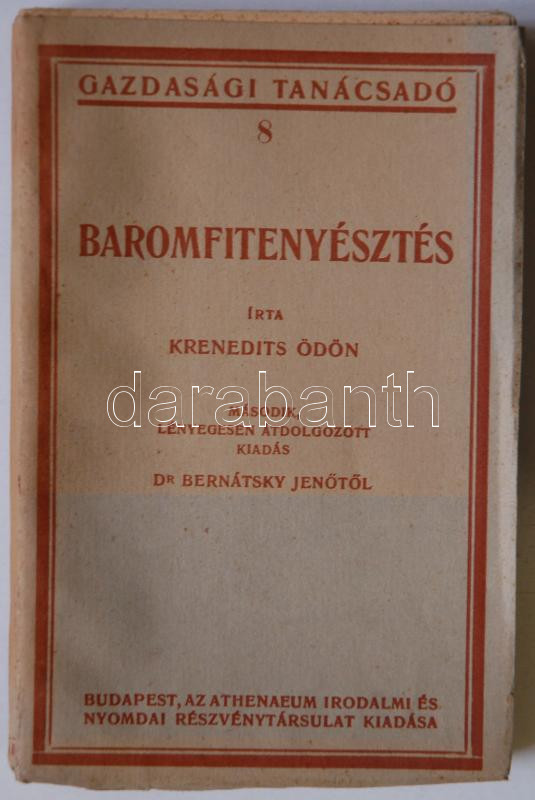 GAZDASÁGI TANÁCSADÓ
8
BAROMFITENYÉSZTÉS
ÍRTA
KRENEDITS ÖDÖN
darabanth
MÁSODIK,
LÉNYEGESEN ÁTDOLGOZOTT
KIADÁS
DR BERNÁTSKY JENŐTŐL
BUDAPEST, AZ ATHENAEUM IRODALMI ÉS
NYOMDAI RÉSZVÉNYTÁRSULAT KIADÁSA